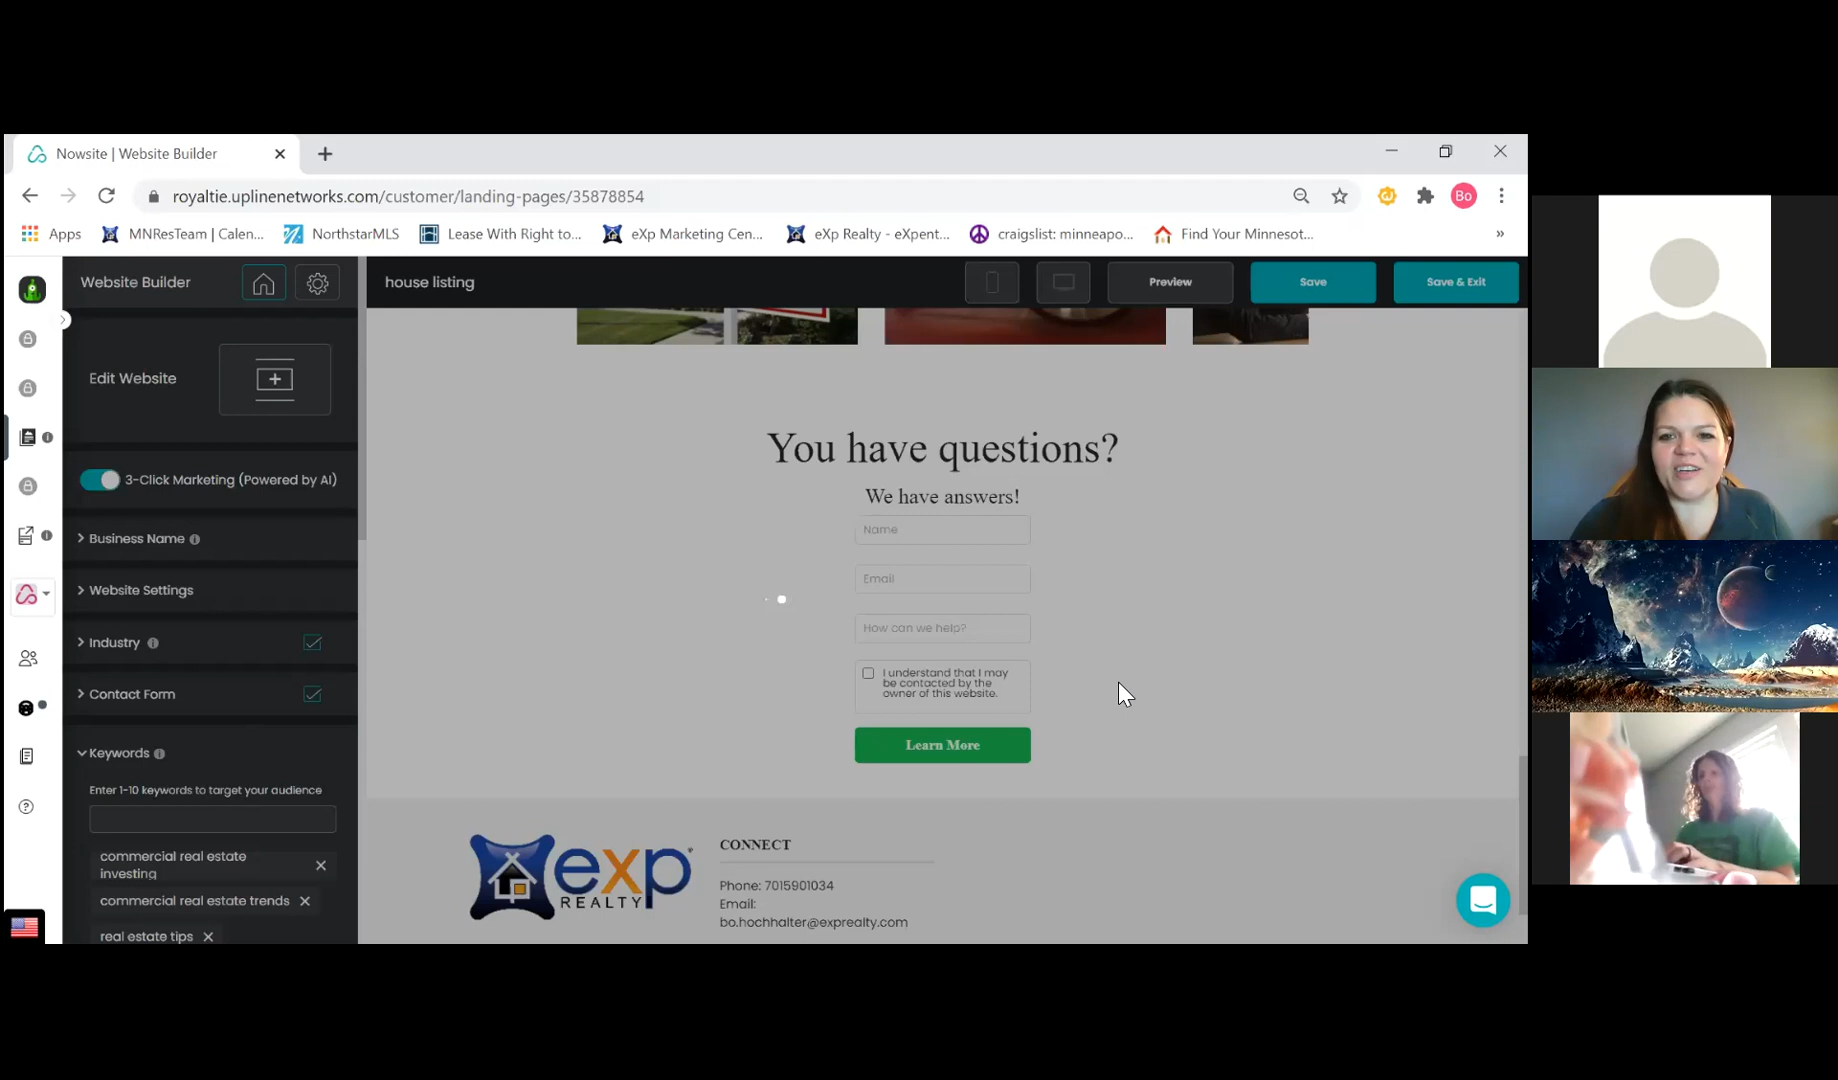 Nowsite | Website Builder
royaltie.uplinenetworks.com/customer/landing-pages/35878854
Bo
Apps
MNResTeam | Calen...
NorthstarMLS
Lease With Right to...
eXp Marketing Cen...
eXp Realty - eXpent...
craigslist: minneapo...
Find Your Minnesot...
»
Website Builder
house listing
Preview
Save
Save & Exit
Edit Website
3-Click Marketing (Powered by AI)
Business Name
Website Settings
Industry
Contact Form
Keywords
Enter 1-10 keywords to target your audience
commercial real estate
investing
commercial real estate trends
real estate tips
You have questions?
We have answers!
Name
Email
How can we help?
I understand that I may
be contacted by the
owner of this website.
Learn More
exp
REALTY
CONNECT
Phone: 7015901034
Email:
bo.hochhalter@exprealty.com